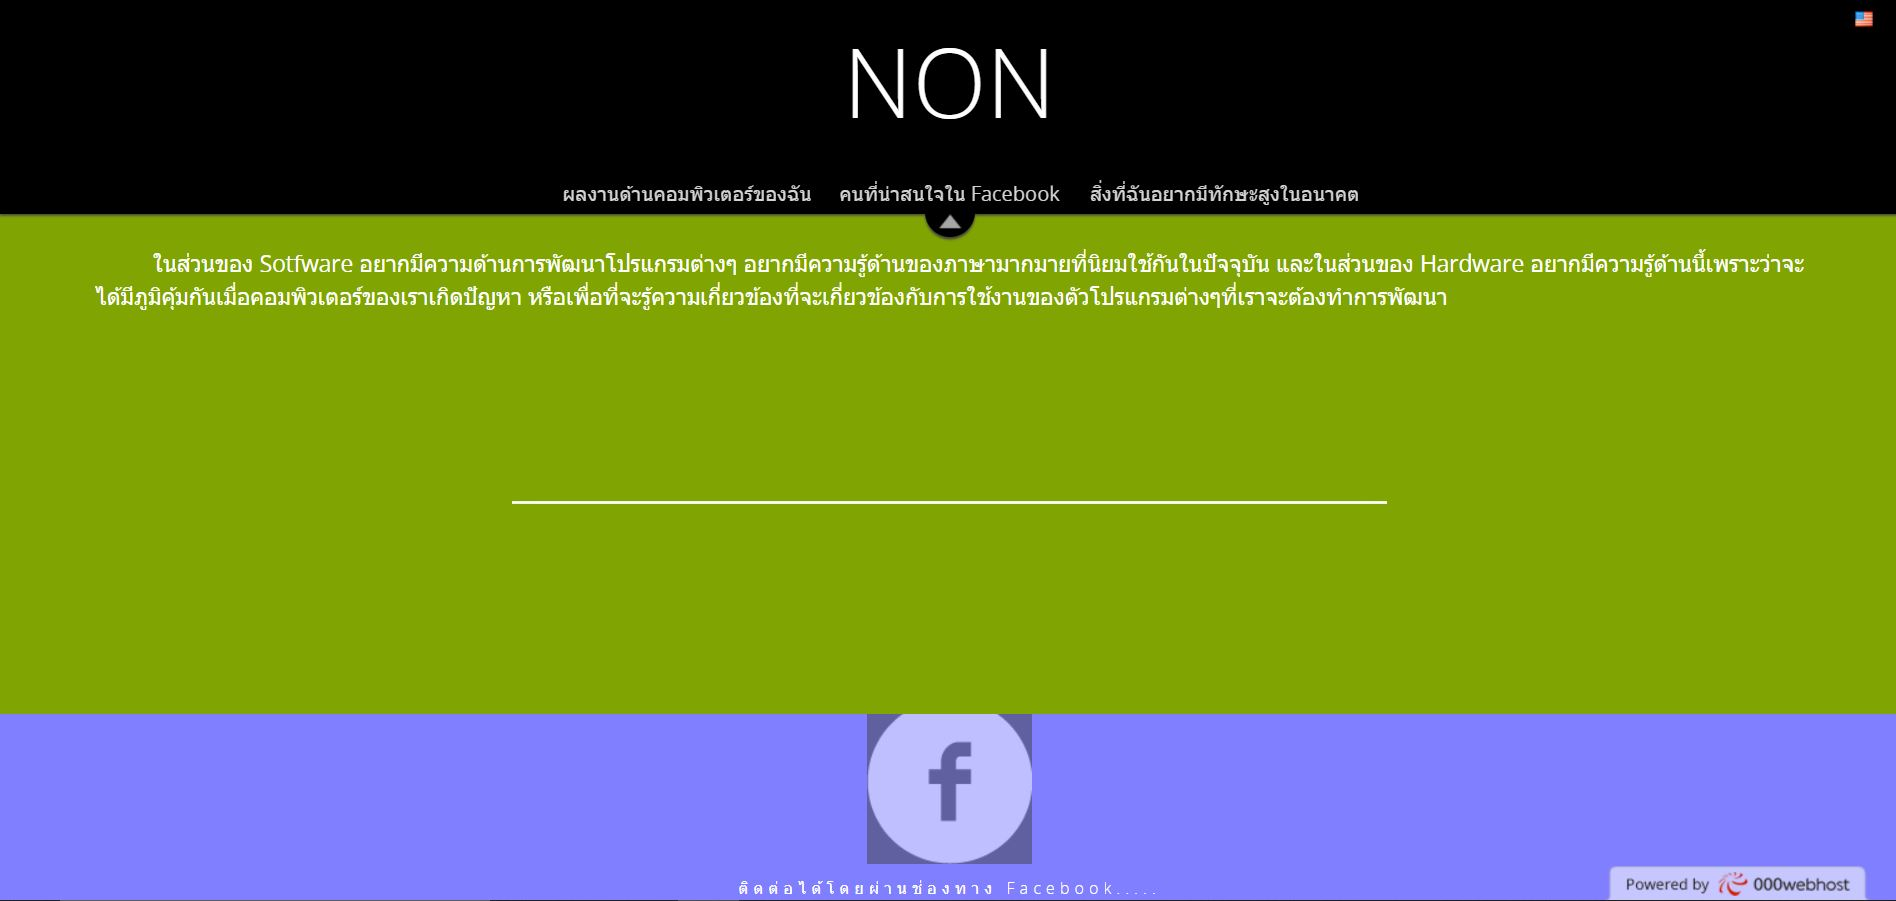 NON
ผลงานด้านคอมพิวเตอร์ของฉัน คนที่น่าสนใจใน Facebook สิ่งที่ฉันอยากมีทักษะสูงในอนาคต
ในส่วนของ Sotfware อยากมีความด้านการพัฒนาโปรแกรมต่างๆ อยากมีความรู้ด้านของภาษามากมายที่นิยมใช้กันในปัจจุบัน และในส่วนของ Hardware อยากมีความรู้ด้านนี้เพราะว่าจะ
ได้มีภูมิคุ้มกันเมื่อคอมพิวเตอร์ของเราเกิดปัญหา หรือเพื่อที่จะรู้ความเกี่ยวข้องที่จะเกี่ยวข้องกับการใช้งานของตัวโปรแกรมต่างๆที่เราจะต้องทำการพัฒนา
f
ติดต่อได้โดยผ่านช่องทาง Facebook.....
Powered by 000webhost